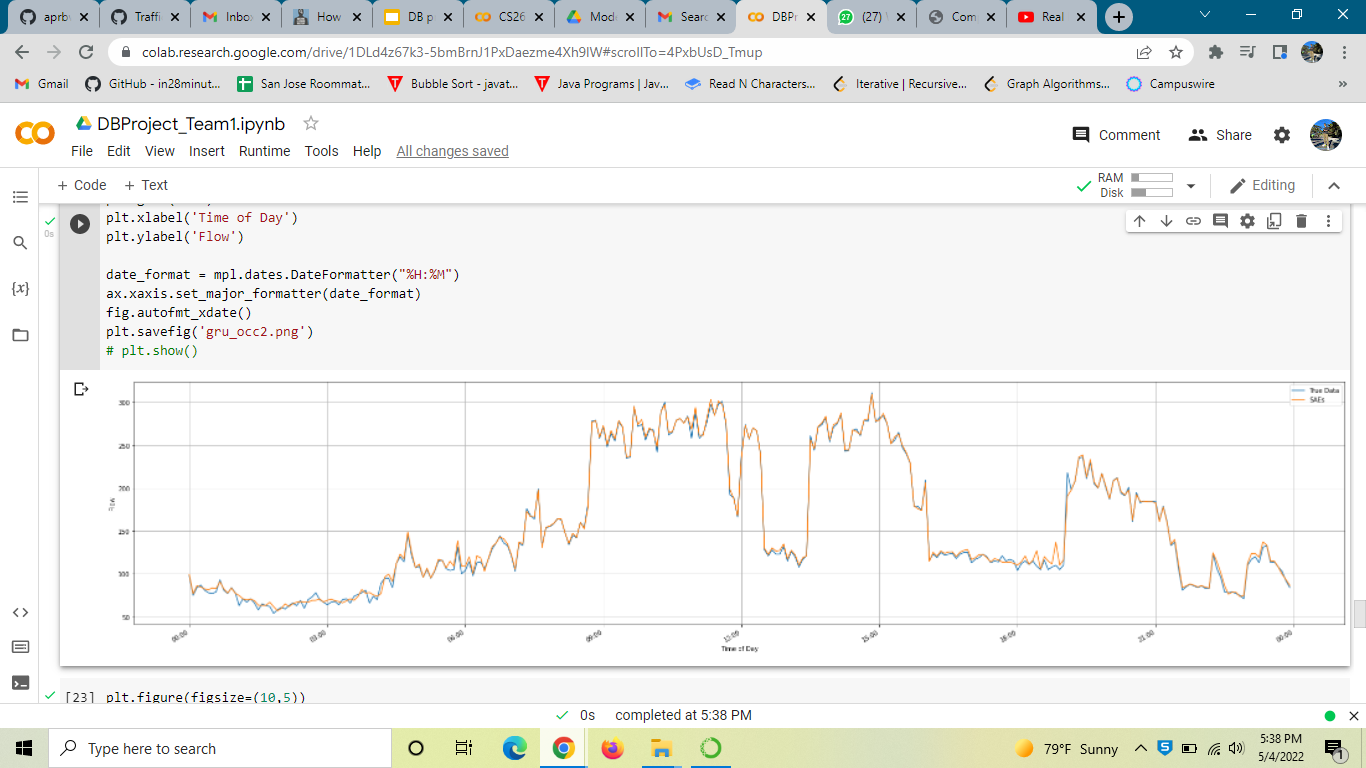 aprb
Traffi
Inbo
How
DB p
CS26
Mode
Searc
DBPr
(27)
Com
Real
colab.research.google.com/drive/1DLd4z67k3-5bmBrnJ1PxDaezme4Xh9lW#scrollTo=4PxbUsD_Tmup
Gmail
GitHub - in28minut...
San Jose Roommat...
Bubble Sort - javat...
Java Programs | Jav...
Read N Characters...
Iterative | Recursive...
Graph Algorithms...
Campuswire
»
DBProject_Team1.ipynb
Comment
Share
File Edit View Insert Runtime Tools Help All changes saved
+ Code + Text
RAM
Disk
Editing
0s
plt.xlabel('Time of Day')
plt.ylabel('Flow')
date_format = mpl.dates.DateFormatter("%H:%M")
ax.xaxis.set_major_formatter(date_format)
fig.autofmt_xdate()
plt.savefig('gru_occ2.png')
# plt.show()
True Data
SAEs
300
250
200
150
100
50
Flow
00:00 03:00 06:00 09:00 12:00 15:00 18:00 21:00 00:00
Time of Day
[23] plt.figure(figsize=(10,5))
0s completed at 5:38 PM
Type here to search
79°F Sunny
5:38 PM
5/4/2022
1